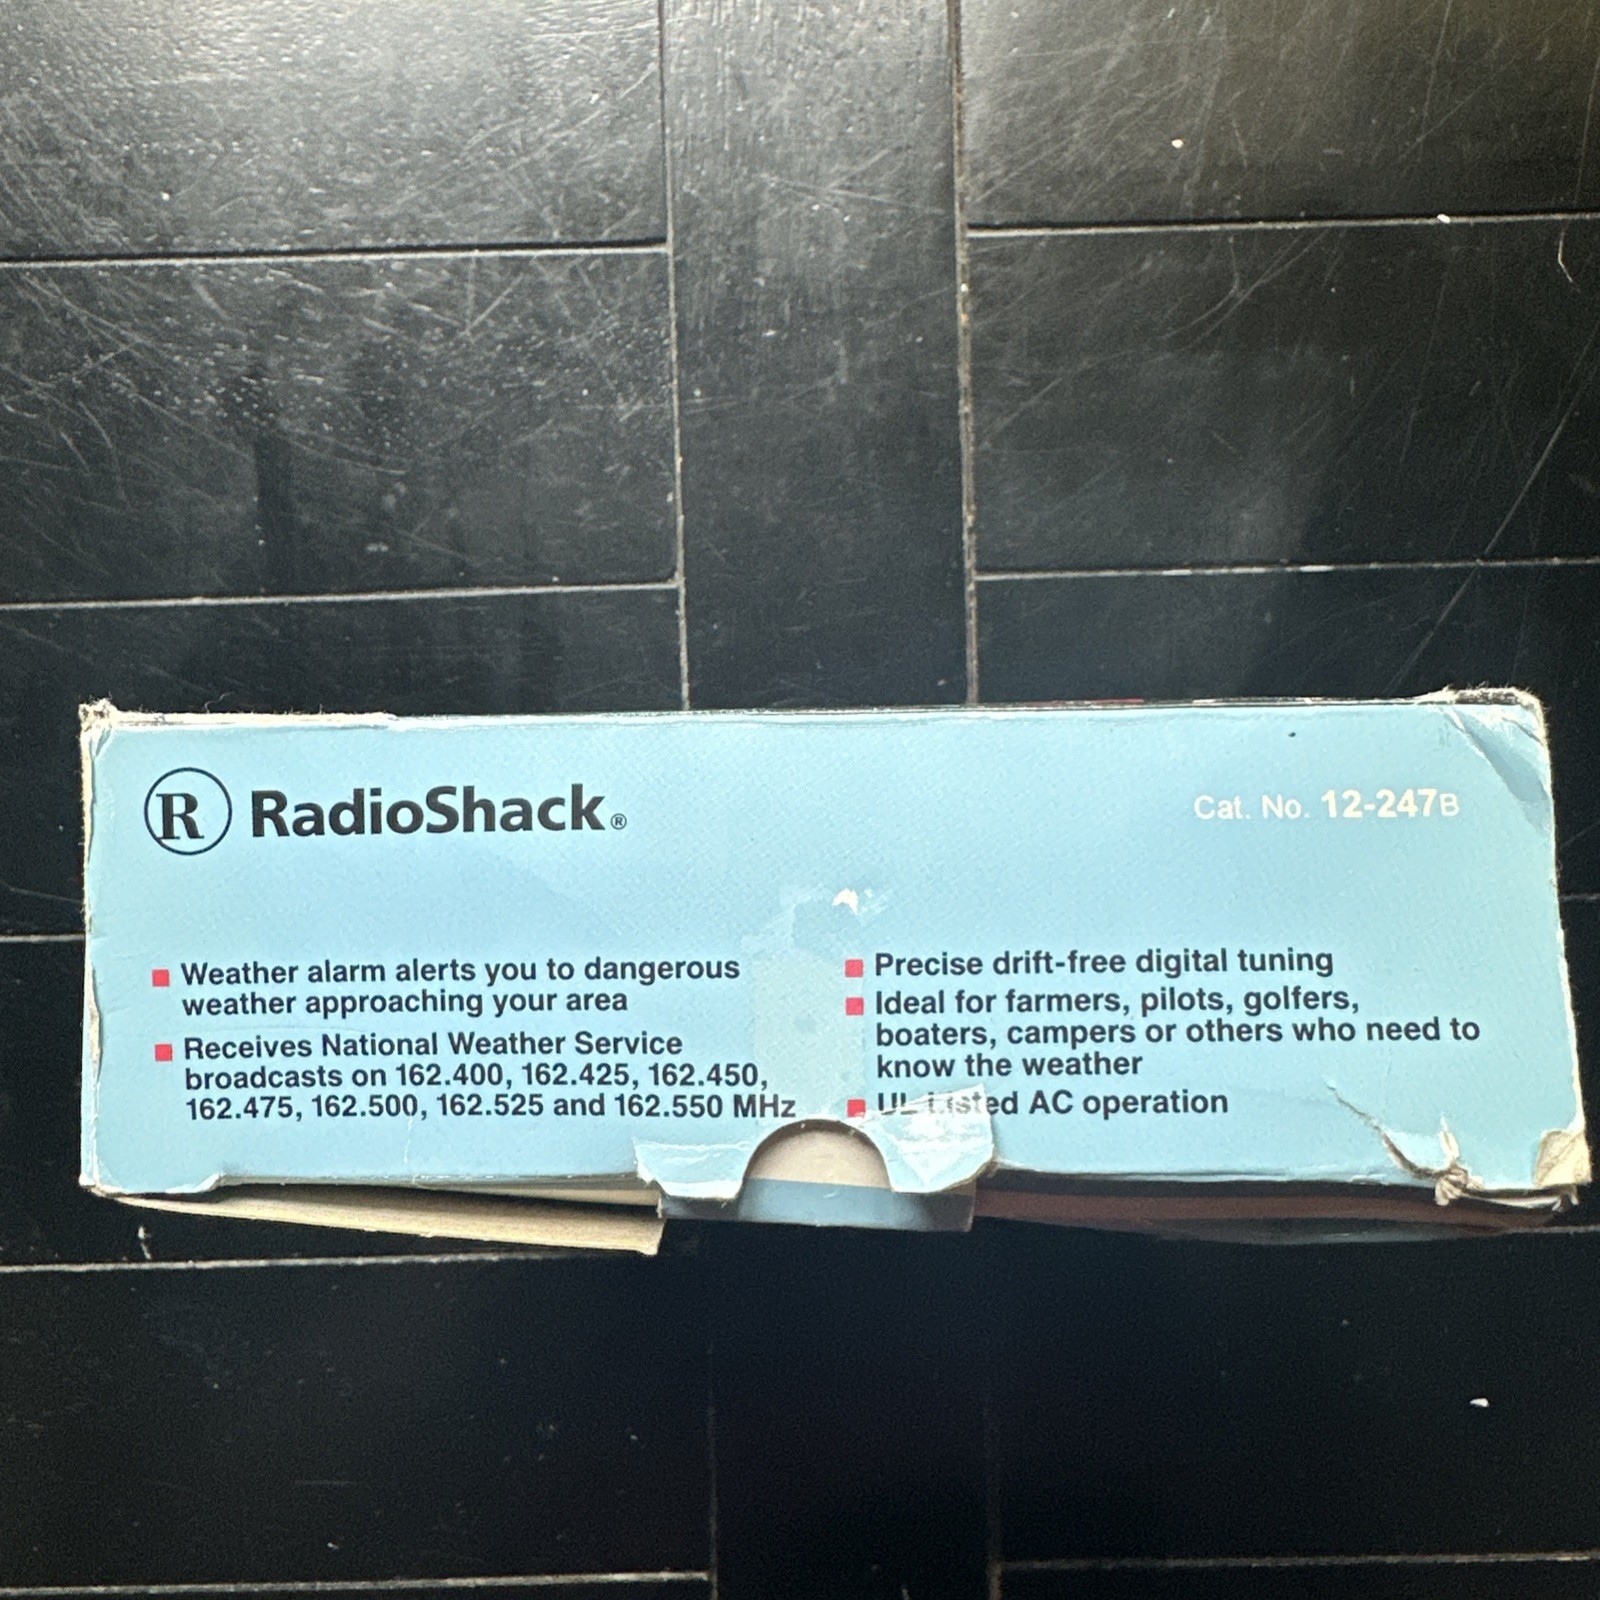 R RadioShack®
Cat. No. 12-247B
Weather alarm alerts you to dangerous
weather approaching your area
Receives National Weather Service
broadcasts on 162.400, 162.425, 162.450,
162.475, 162.500, 162.525 and 162.550 MHz
Precise drift-free digital tuning
Ideal for farmers, pilots, golfers,
boaters, campers or others who need to
know the weather
UL Listed AC operation